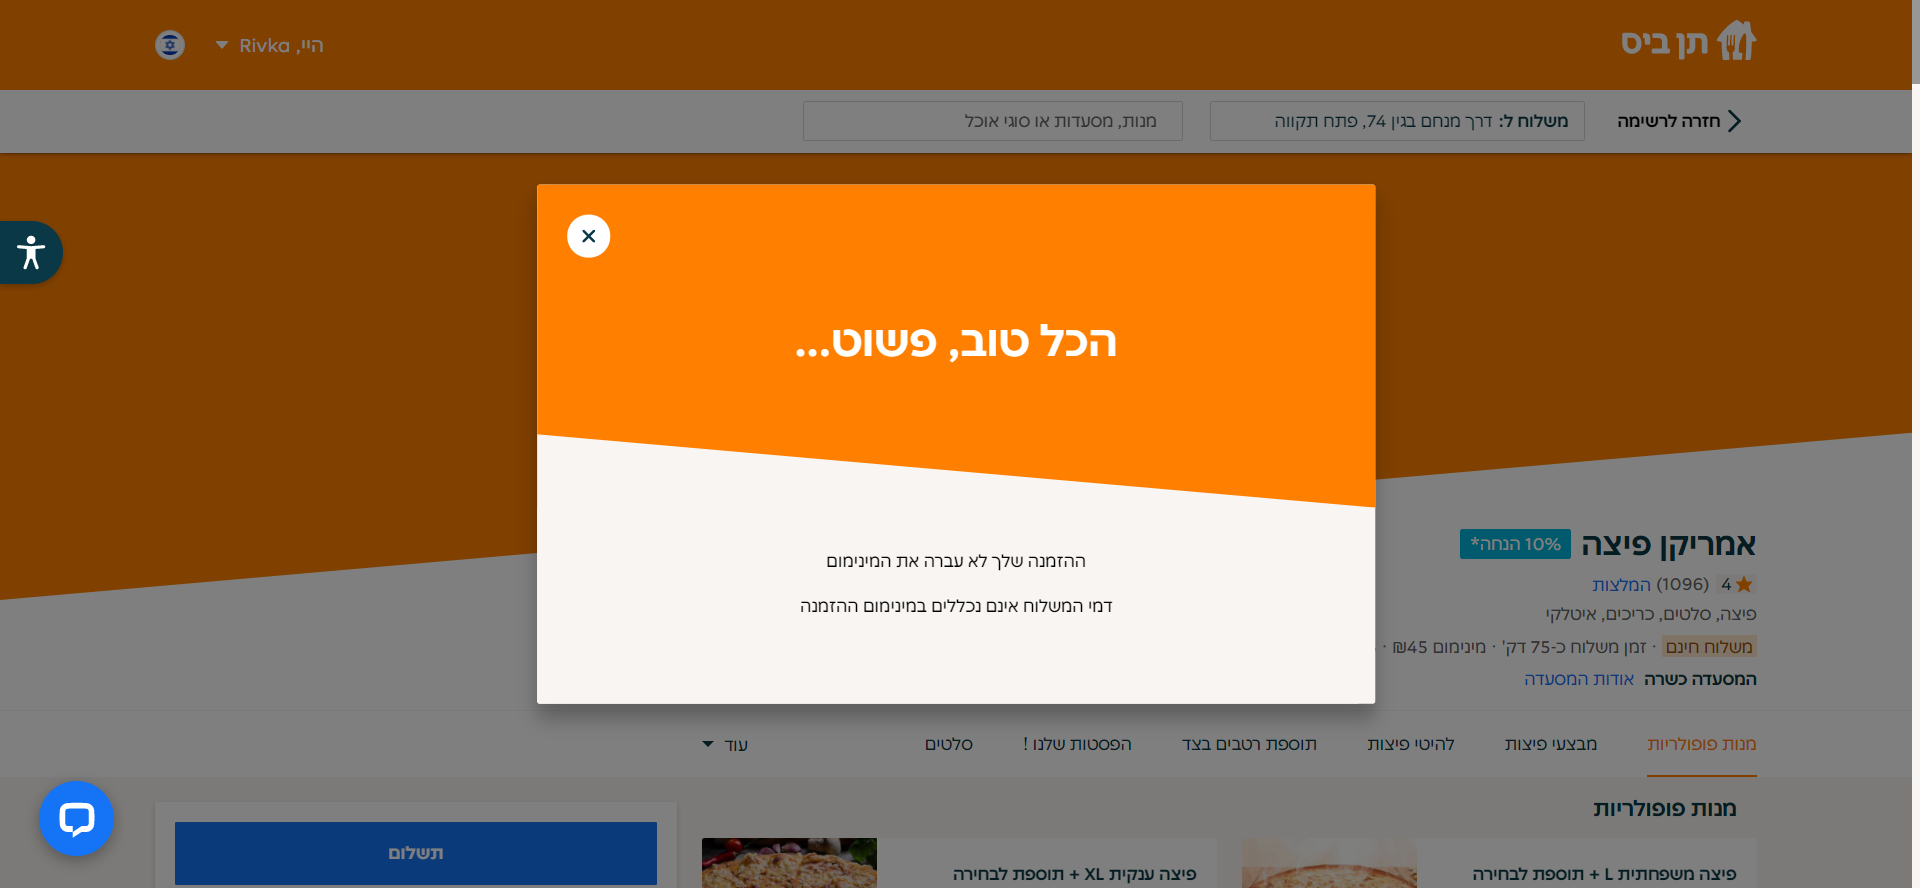 תן ביס
היי, Rivka
חזרה לרשימה
משלוח ל: דרך מנחם בגין 74, פתח תקווה
מנות, מסעדות או סוגי אוכל
הכל טוב, פשוט...
ההזמנה שלך לא עברה את המינימום
דמי המשלוח אינם נכללים במינימום ההזמנה
אמריקן פיצה
10% הנחה*
4 (1096) המלצות
פיצה, סלטים, כריכים, איטלקי
משלוח חינם · זמן משלוח כ-75 דק' · מינימום ₪45 ·
המסעדה כשרה אודות המסעדה
מנות פופולריות
מבצעי פיצות
להיטי פיצות
תוספת רטבים בצד
הפסטות שלנו !
סלטים
עוד
מנות פופולריות
פיצה משפחתית L + תוספת לבחירה
פיצה ענקית XL + תוספת לבחירה
תשלום